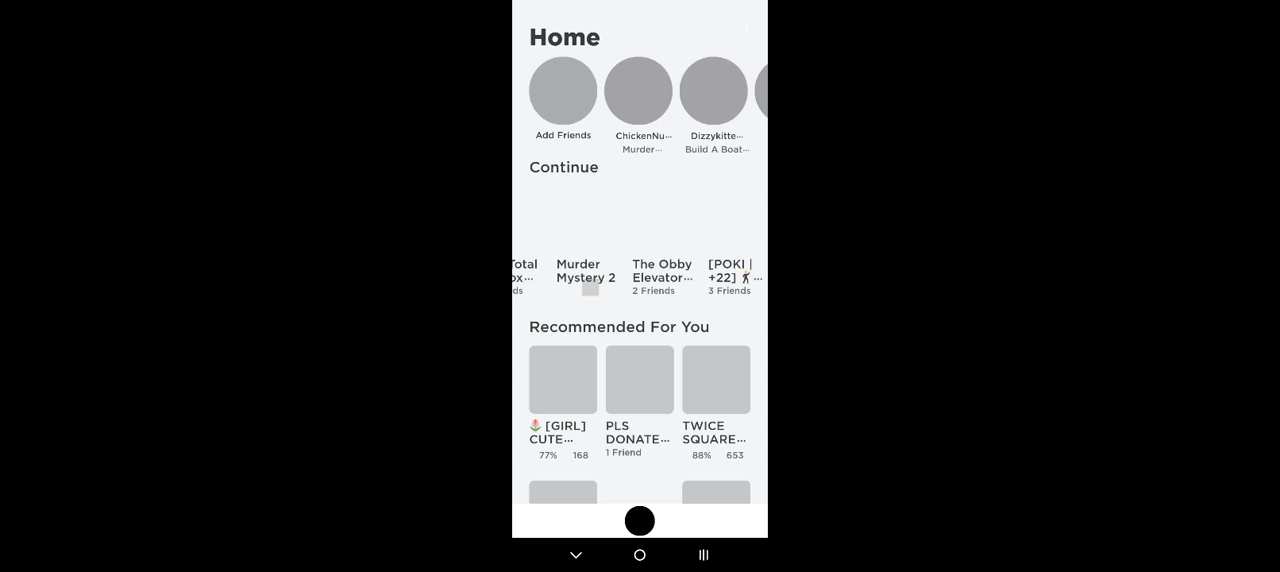 Home
Add Friends
ChickenNu...
Dizzykitte...
Murder...
Build A Boat...
Continue
Total
ox...
ds
Murder
Mystery 2
The Obby
Elevator...
2 Friends
[POKI |
+22] 🕺...
3 Friends
Recommended For You
🌷 [GIRL]
CUTE...
77% 168
PLS
DONATE...
1 Friend
TWICE
SQUARE...
88% 653